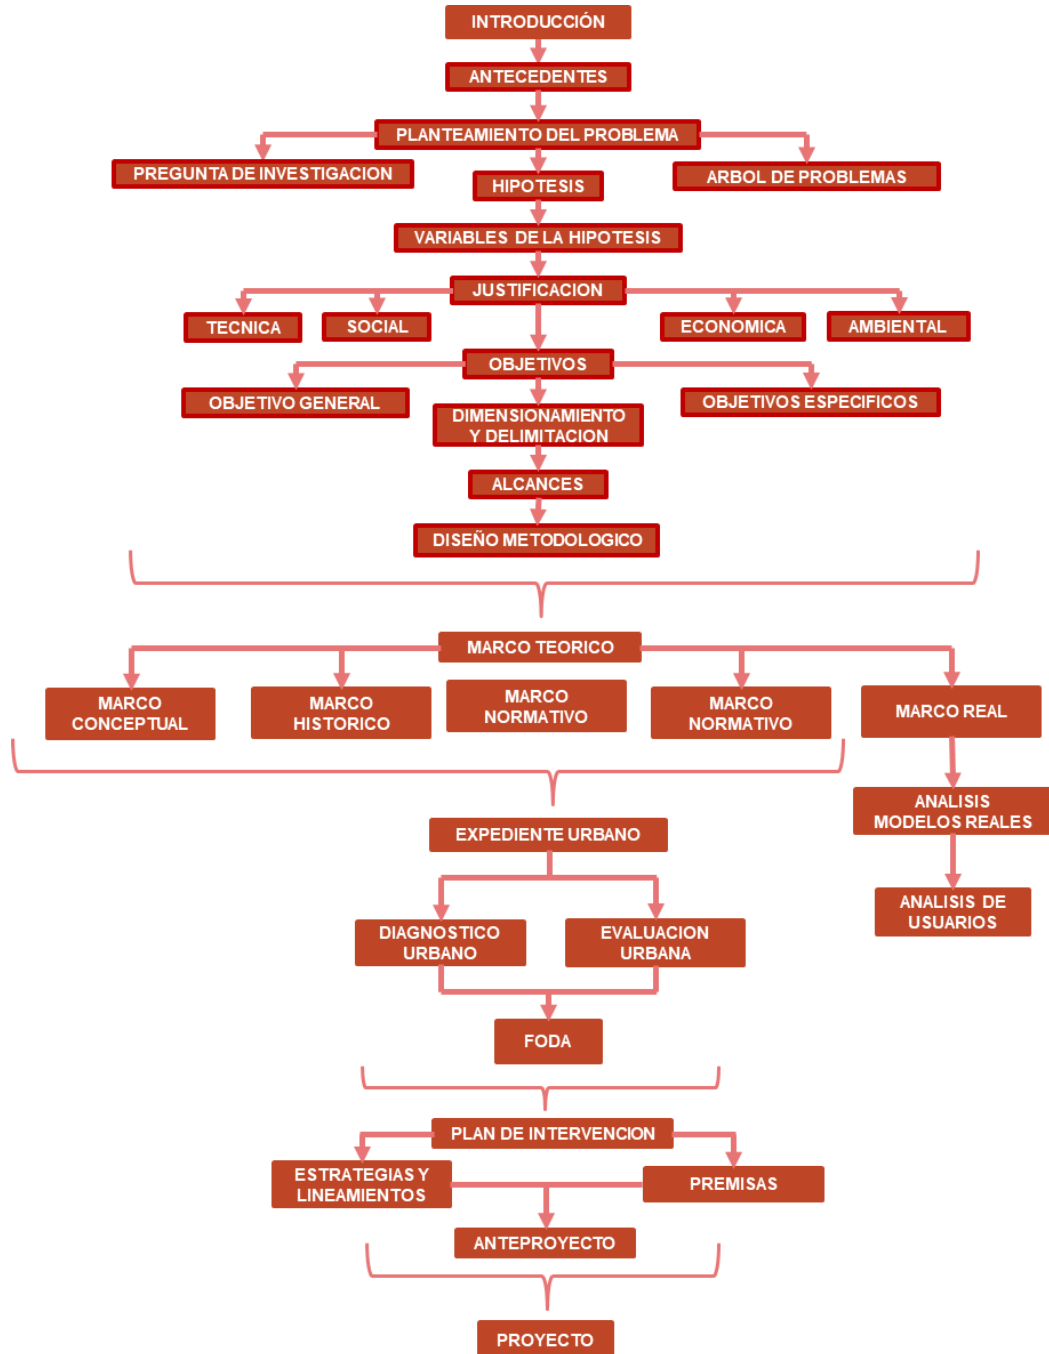 INTRODUCCIÓN
ANTECEDENTES
PLANTEAMIENTO DEL PROBLEMA
PREGUNTA DE INVESTIGACION
HIPOTESIS
ARBOL DE PROBLEMAS
VARIABLES DE LA HIPOTESIS
JUSTIFICACION
TECNICA
SOCIAL
ECONOMICA
AMBIENTAL
OBJETIVOS
OBJETIVO GENERAL
OBJETIVOS ESPECIFICOS
DIMENSIONAMIENTO
Y DELIMITACION
ALCANCES
DISEÑO METODOLOGICO
MARCO TEORICO
MARCO
CONCEPTUAL
MARCO
HISTORICO
MARCO
NORMATIVO
MARCO
NORMATIVO
MARCO REAL
ANALISIS
MODELOS REALES
EXPEDIENTE URBANO
ANALISIS DE
USUARIOS
DIAGNOSTICO
URBANO
EVALUACION
URBANA
FODA
PLAN DE INTERVENCION
ESTRATEGIAS Y
LINEAMIENTOS
PREMISAS
ANTEPROYECTO
PROYECTO